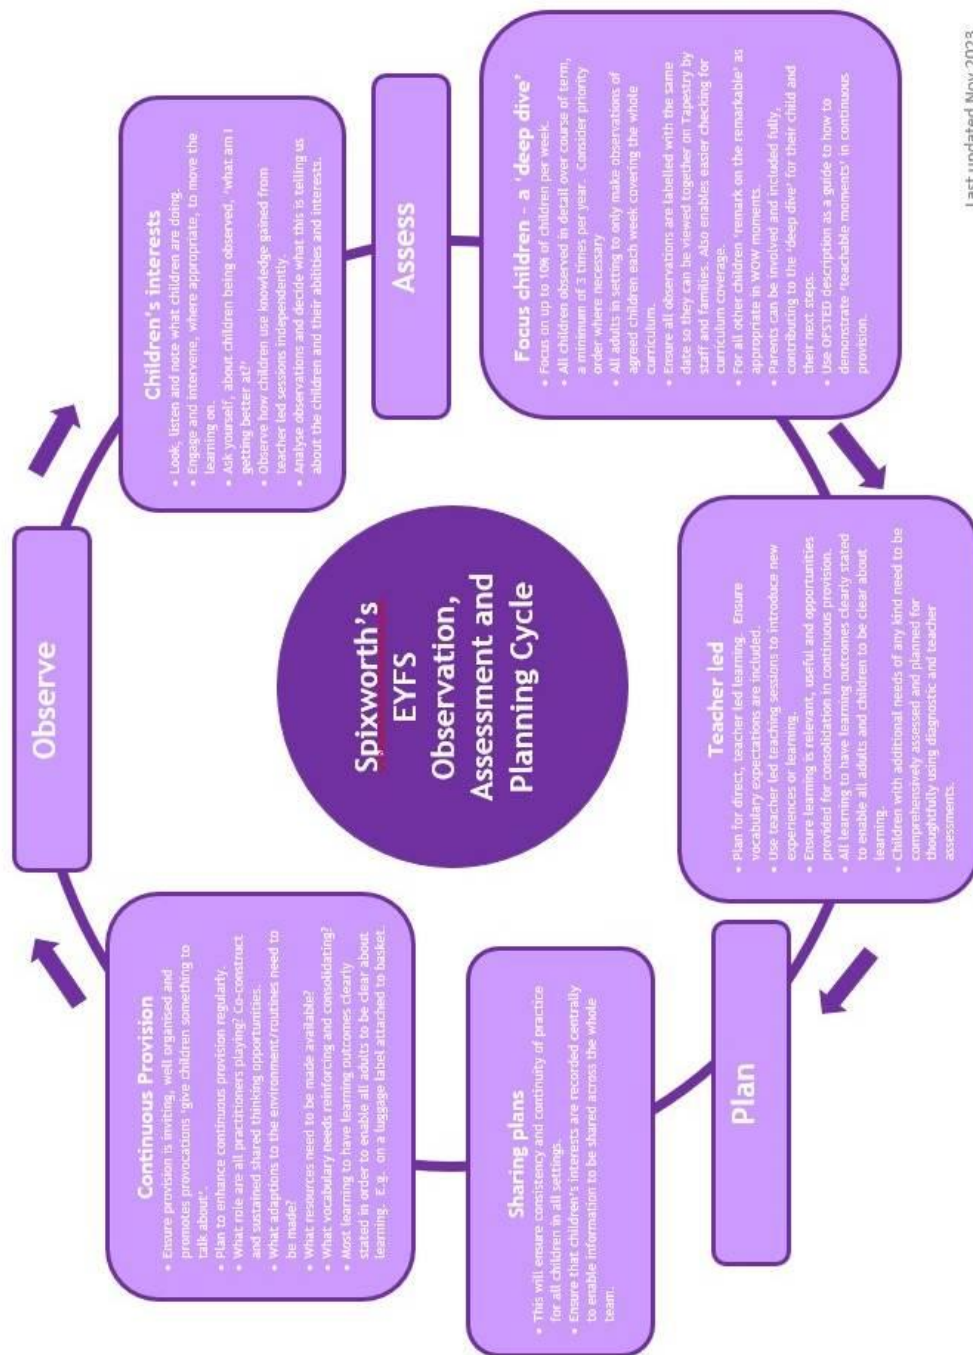 Observe
Children's interests
• Look, listen and note what children are doing.
• Engage and intervene, where appropriate, to move the
learning on.
• Ask yourself, about children being observed, 'what am I
getting better at?'
• Observe how children use knowledge gained from
teacher led sessions independently.
• Analyse observations and decide what this is telling us
about the children and their abilities and interests.
Assess
Focus children - a 'deep dive'
• Focus on up to 10% of children per week.
• All children observed in detail over course of term,
a minimum of 3 times per year. Consider priority
order where necessary
• All adults in setting to only make observations of
agreed children each week covering the whole
curriculum.
• Ensure all observations are labelled with the same
date so they can be viewed together on Tapestry by
staff and families. Also enables easier checking for
curriculum coverage.
• For all other children 'remark on the remarkable' as
appropriate in WOW moments.
• Parents can be involved and included fully,
contributing to the 'deep dive' for their child and
their next steps.
• Use OFSTED description as a guide to how to
demonstrate 'teachable moments' in continuous
provision.
Teacher led
• Plan for direct, teacher led learning. Ensure
vocabulary expectations are included.
• Use teacher led teaching sessions to introduce new
experiences or learning.
• Ensure learning is relevant, useful and opportunities
provided for consolidation in continuous provision.
• All learning to have learning outcomes clearly stated
to enable all adults and children to be clear about
learning.
• Children with additional needs of any kind need to be
comprehensively assessed and planned for
thoughtfully using diagnostic and teacher
assessments.
Plan
Sharing plans
• This will ensure consistency and continuity of practice
for all children in all settings.
• Ensure that children's interests are recorded centrally
to enable information to be shared across the whole
team.
Continuous Provision
• Ensure provision is inviting, well organised and
promotes provocations 'give children something to
talk about'.
• Plan to enhance continuous provision regularly.
• What role are all practitioners playing? Co-construct
and sustained shared thinking opportunities.
• What adaptions to the environment/routines need to
be made?
• What resources need to be made available?
• What vocabulary needs reinforcing and consolidating?
• Most learning to have learning outcomes clearly
stated in order to enable all adults to be clear about
learning. E.g. on a luggage label attached to basket.
Spixworth's
EYFS
Observation,
Assessment and
Planning Cycle
Last updated Nov 2023